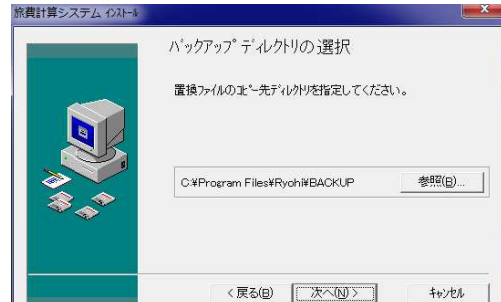 旅費計算システム インストール
バックアップ ディレクトリの選択
置換ファイルのコピー先ディレクトリを指定してください。
C:¥Program Files¥Ryohi¥BACKUP
参照(B)...
< 戻る(B)
次へ(N) >
キャンセル